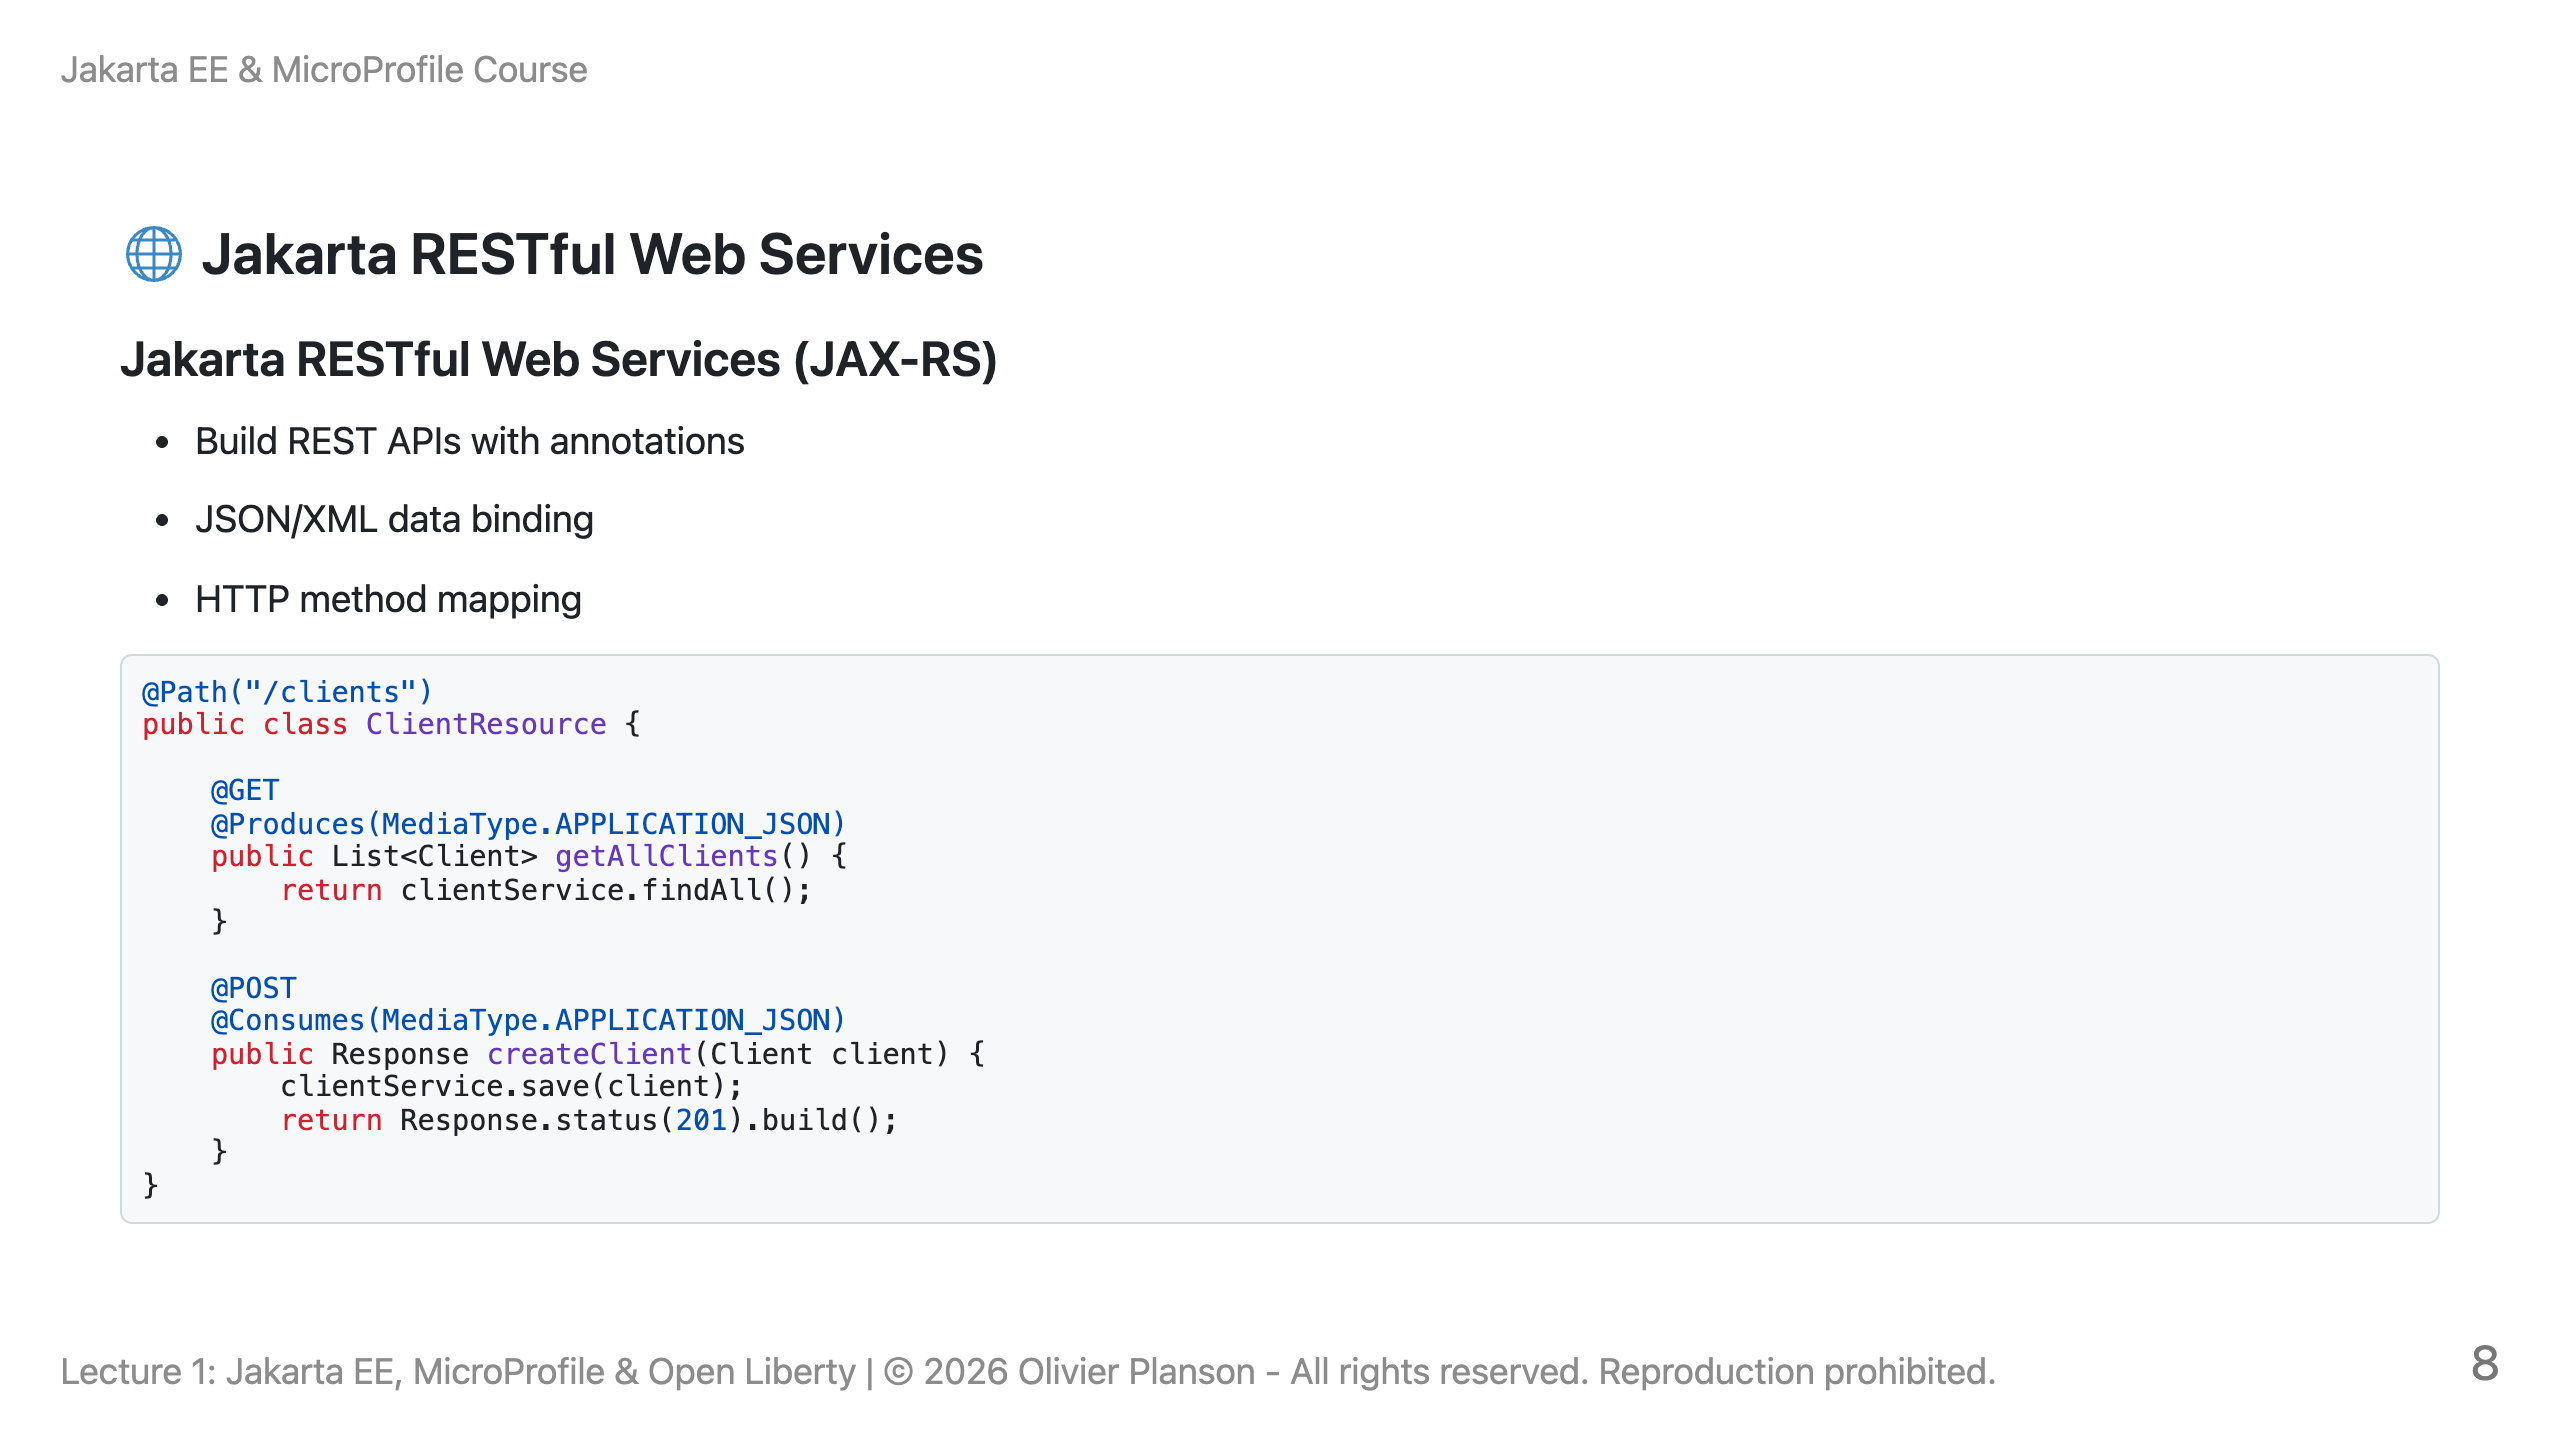 Jakarta EE & MicroProfile Course
🌐 Jakarta RESTful Web Services
Jakarta RESTful Web Services (JAX-RS)
• Build REST APIs with annotations
• JSON/XML data binding
• HTTP method mapping
@Path("/clients")
public class ClientResource {

    @GET
    @Produces(MediaType.APPLICATION_JSON)
    public List<Client> getAllClients() {
        return clientService.findAll();
    }

    @POST
    @Consumes(MediaType.APPLICATION_JSON)
    public Response createClient(Client client) {
        clientService.save(client);
        return Response.status(201).build();
    }
}
Lecture 1: Jakarta EE, MicroProfile & Open Liberty | © 2026 Olivier Planson - All rights reserved. Reproduction prohibited.
8